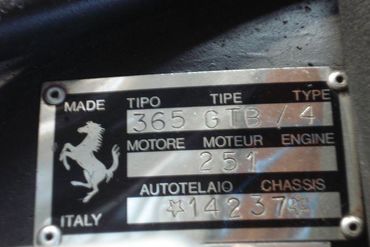 MADE TIPO TIPE TYPE
365 GTB/4
MOTORE MOTEUR ENGINE
251
AUTOTELAIO CHASSIS
ITALY *14237*